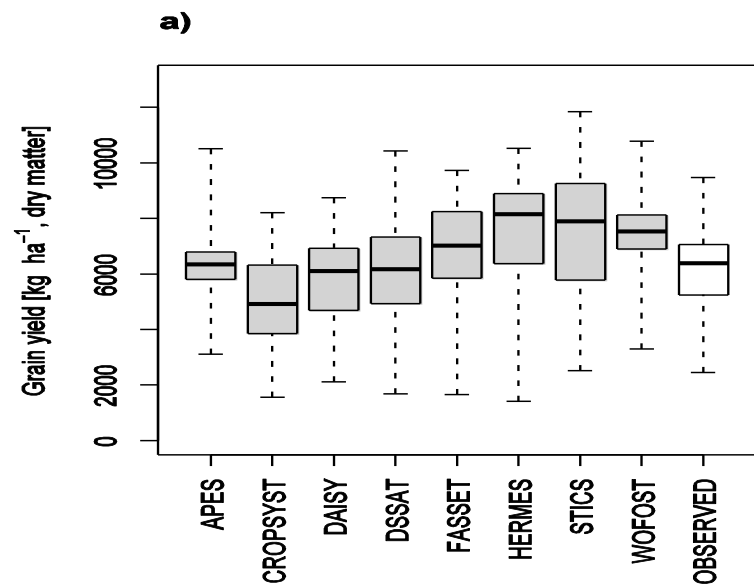 a)
Grain yield [kg ha⁻¹, dry matter]
10000
6000
2000
0
APES
CROPSYST
DAISY
DSSAT
FASSET
HERMES
STICS
WOFOST
OBSERVED